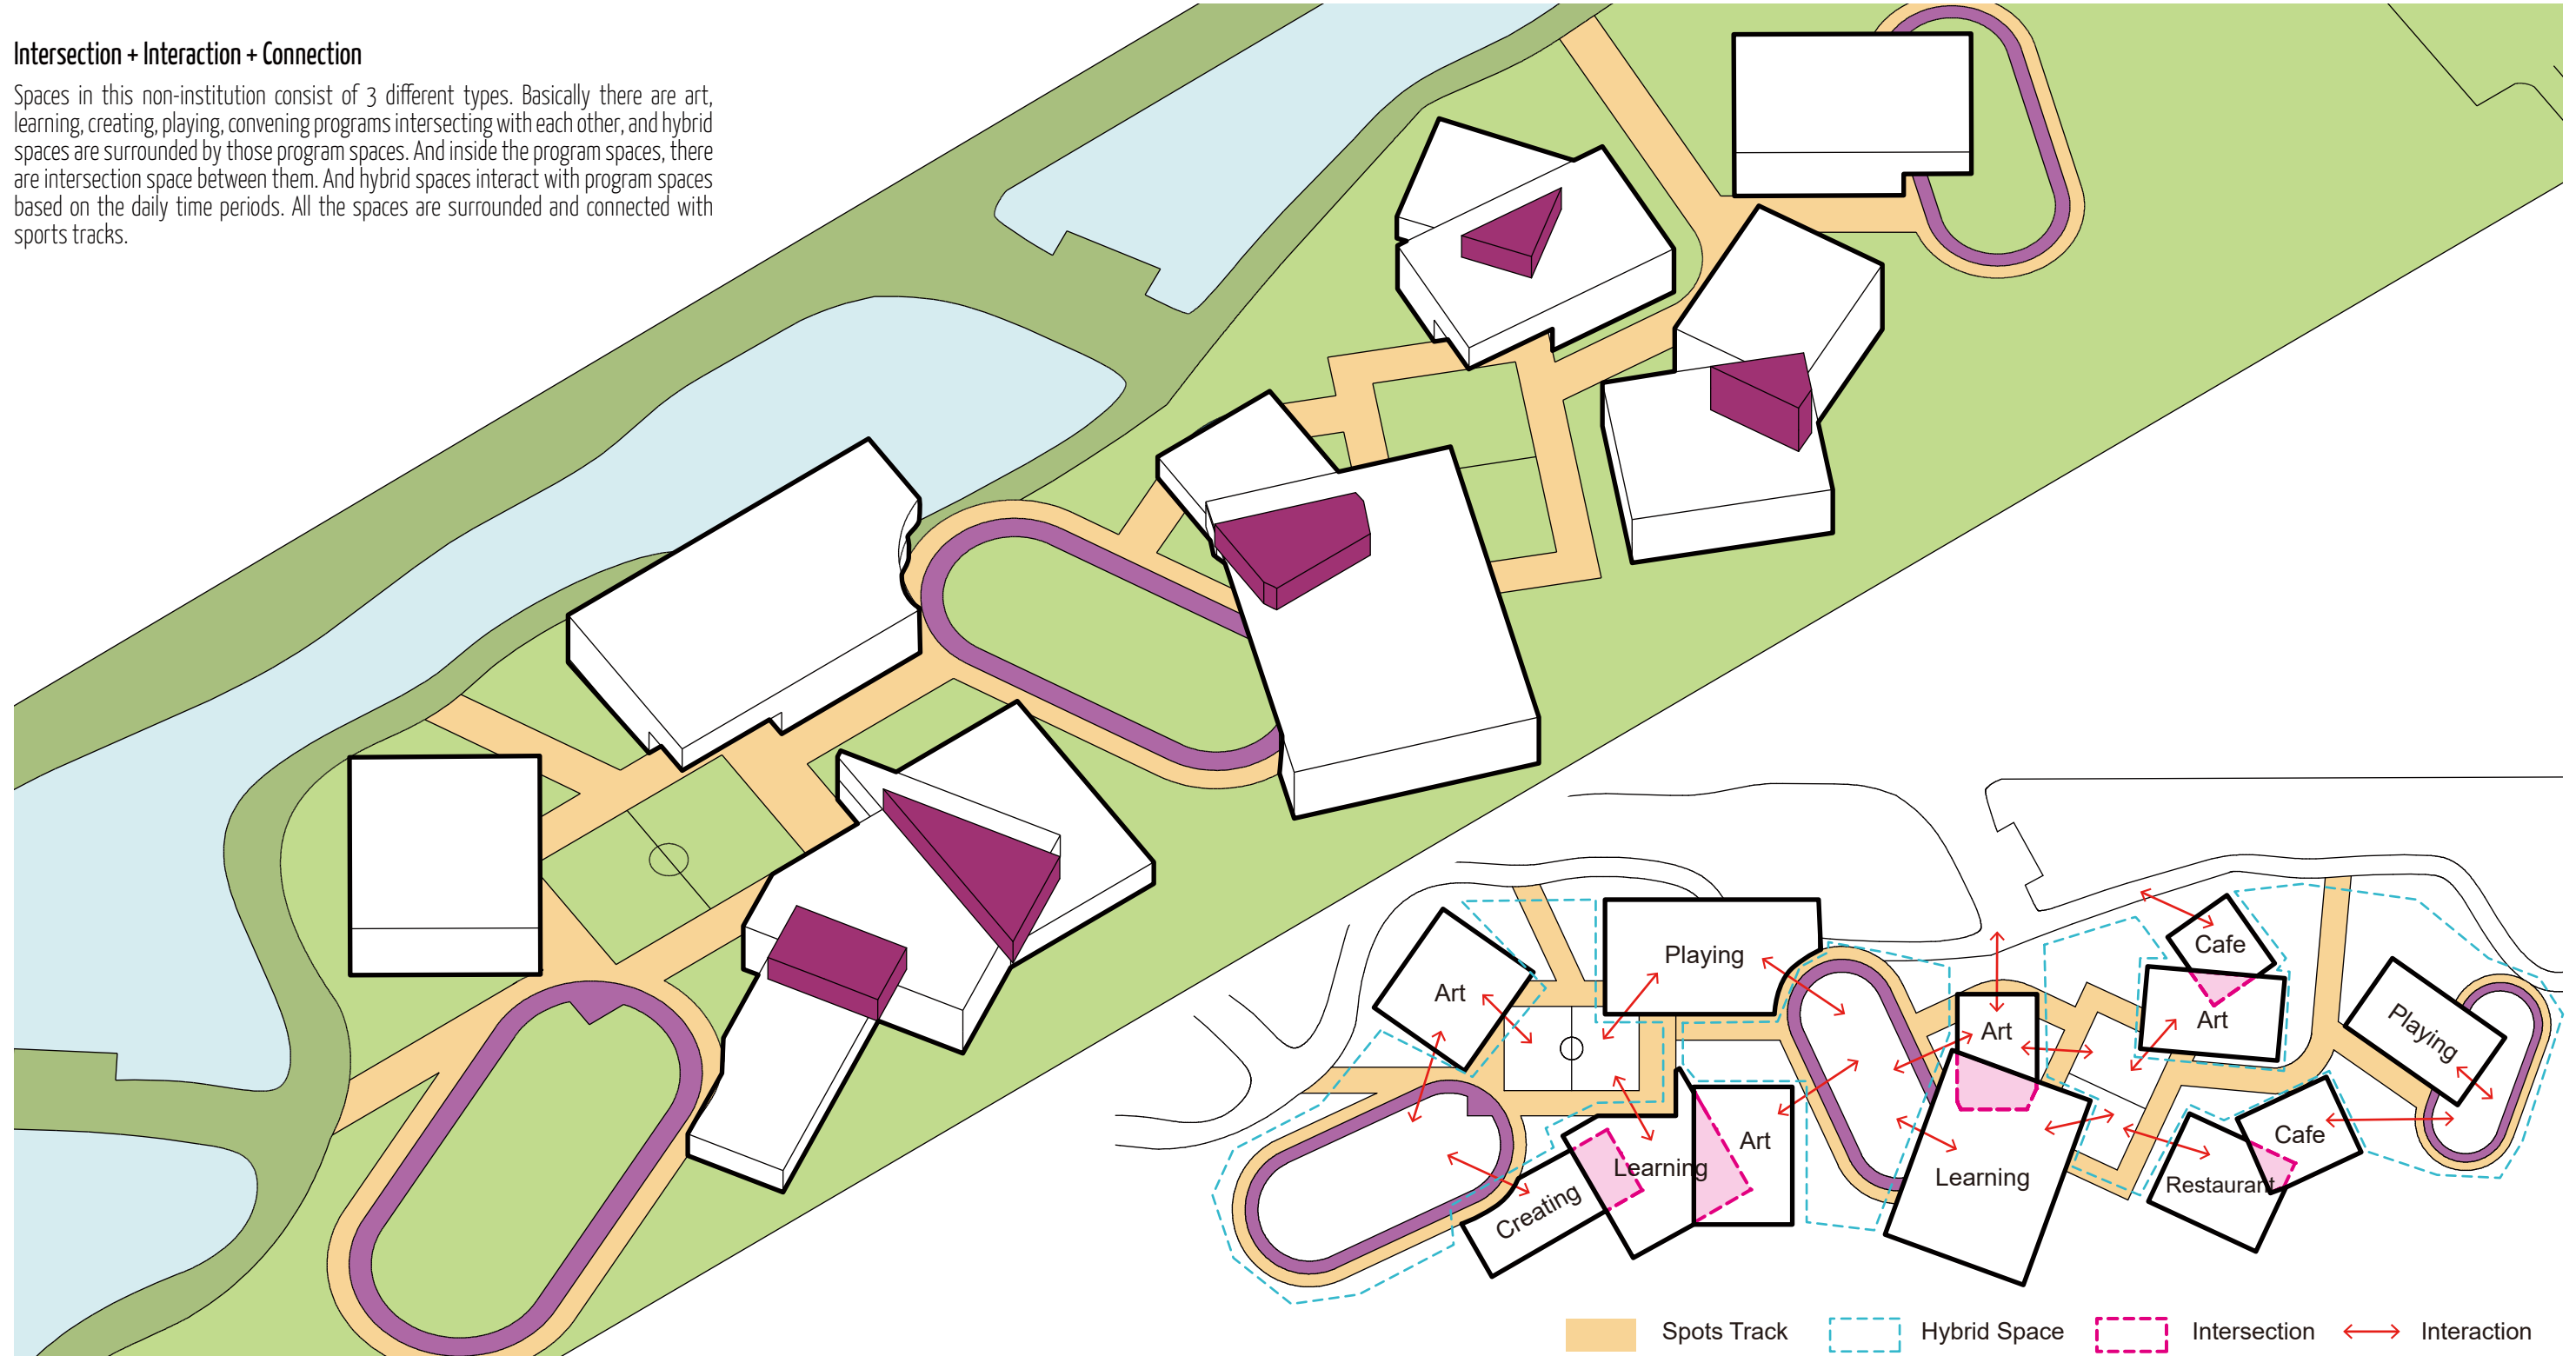 Intersection + Interaction + Connection
Spaces in this non-institution consist of 3 different types. Basically there are art,
learning, creating, playing, convening programs intersecting with each other, and hybrid
spaces are surrounded by those program spaces. And inside the program spaces, there
are intersection space between them. And hybrid spaces interact with program spaces
based on the daily time periods. All the spaces are surrounded and connected with
sports tracks.
Cafe
Playing
Art
Art
Art
Playing
Cafe
Art
Learning
Learning
Restaurant
Creating
Spots Track
Hybrid Space
Intersection
Interaction